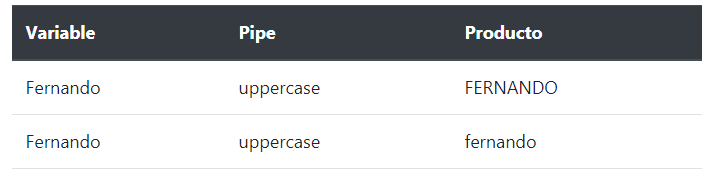 Variable Pipe Producto
Fernando uppercase FERNANDO
Fernando uppercase fernando